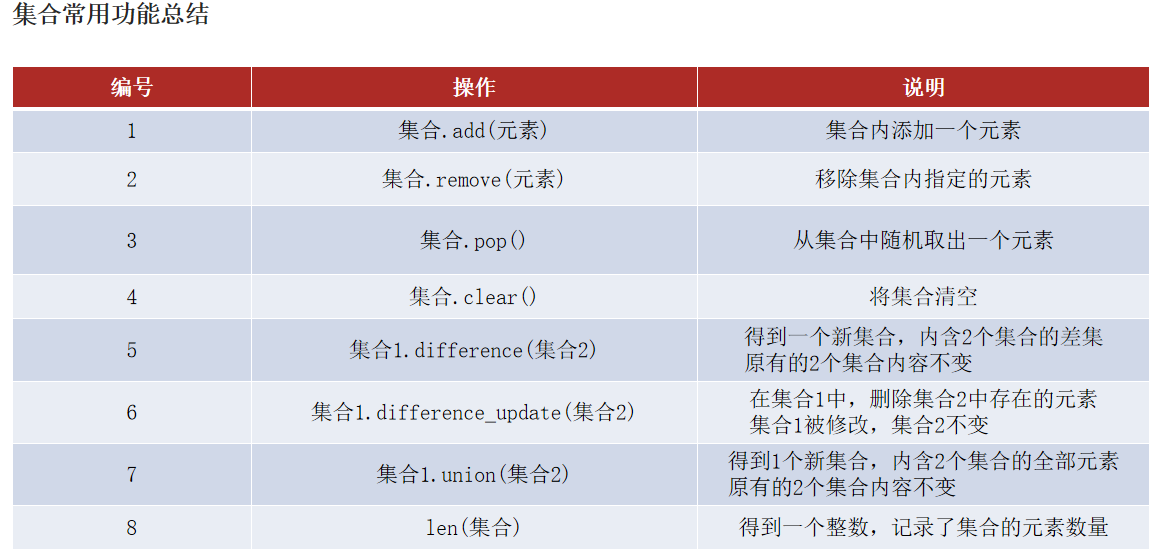 集合常用功能总结
编号 操作 说明
1 集合.add(元素) 集合内添加一个元素
2 集合.remove(元素) 移除集合内指定的元素
3 集合.pop() 从集合中随机取出一个元素
4 集合.clear() 将集合清空
5 集合1.difference(集合2) 得到一个新集合，内含2个集合的差集
原有的2个集合内容不变
6 集合1.difference_update(集合2) 在集合1中，删除集合2中存在的元素
集合1被修改，集合2不变
7 集合1.union(集合2) 得到1个新集合，内含2个集合的全部元素
原有的2个集合内容不变
8 len(集合) 得到一个整数，记录了集合的元素数量